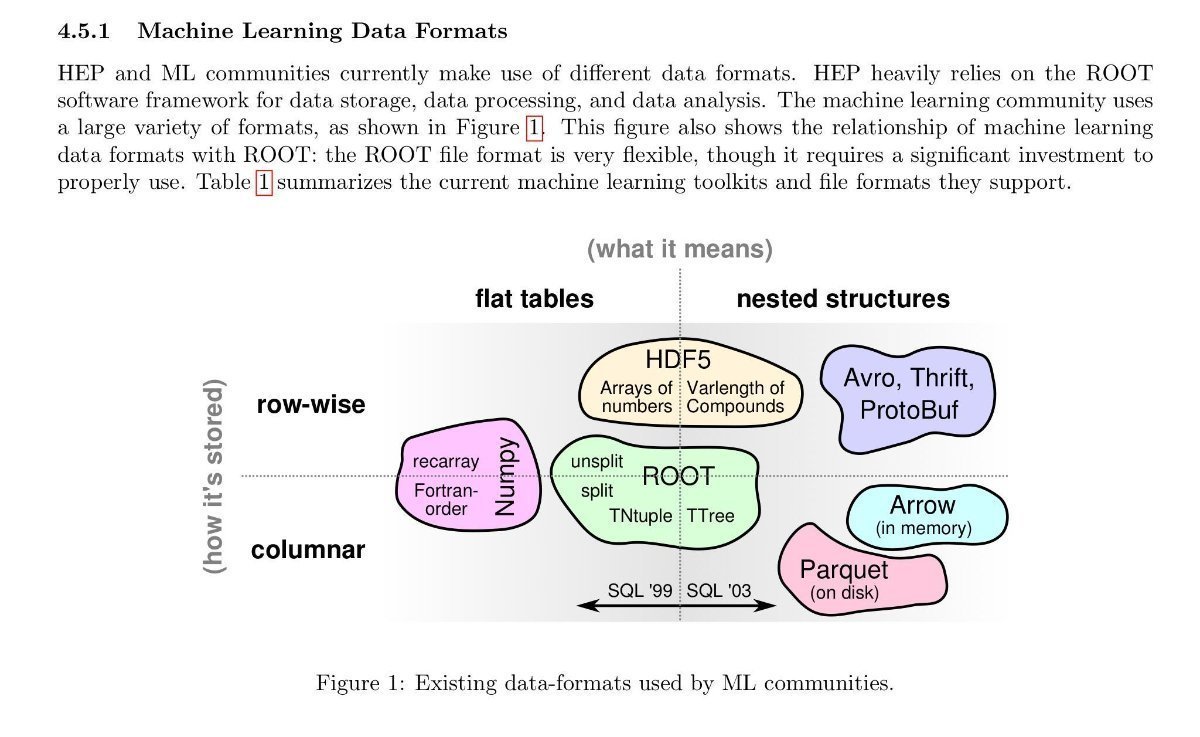 4.5.1 Machine Learning Data Formats
HEP and ML communities currently make use of different data formats. HEP heavily relies on the ROOT
software framework for data storage, data processing, and data analysis. The machine learning community uses
a large variety of formats, as shown in Figure 1. This figure also shows the relationship of machine learning
data formats with ROOT: the ROOT file format is very flexible, though it requires a significant investment to
properly use. Table 1 summarizes the current machine learning toolkits and file formats they support.
(what it means)
flat tables
nested structures
(how it's stored)
row-wise
columnar
HDF5
Arrays of
numbers
Varlength of
Compounds
Avro, Thrift,
ProtoBuf
recarray
Fortran-
order
Numpy
unsplit
split
ROOT
TNtuple
TTree
Arrow
(in memory)
Parquet
(on disk)
SQL '99
SQL '03
Figure 1: Existing data-formats used by ML communities.